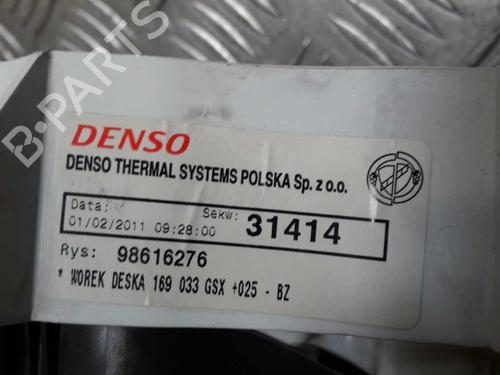 B-PARTS
DENSO
DENSO THERMAL SYSTEMS POLSKA Sp. z o.o.
Data: Sekw: 31414
01/02/2011 09:28:00
Rys: 98616276
* WOREK DESKA 169 033 GSX +025 - BZ